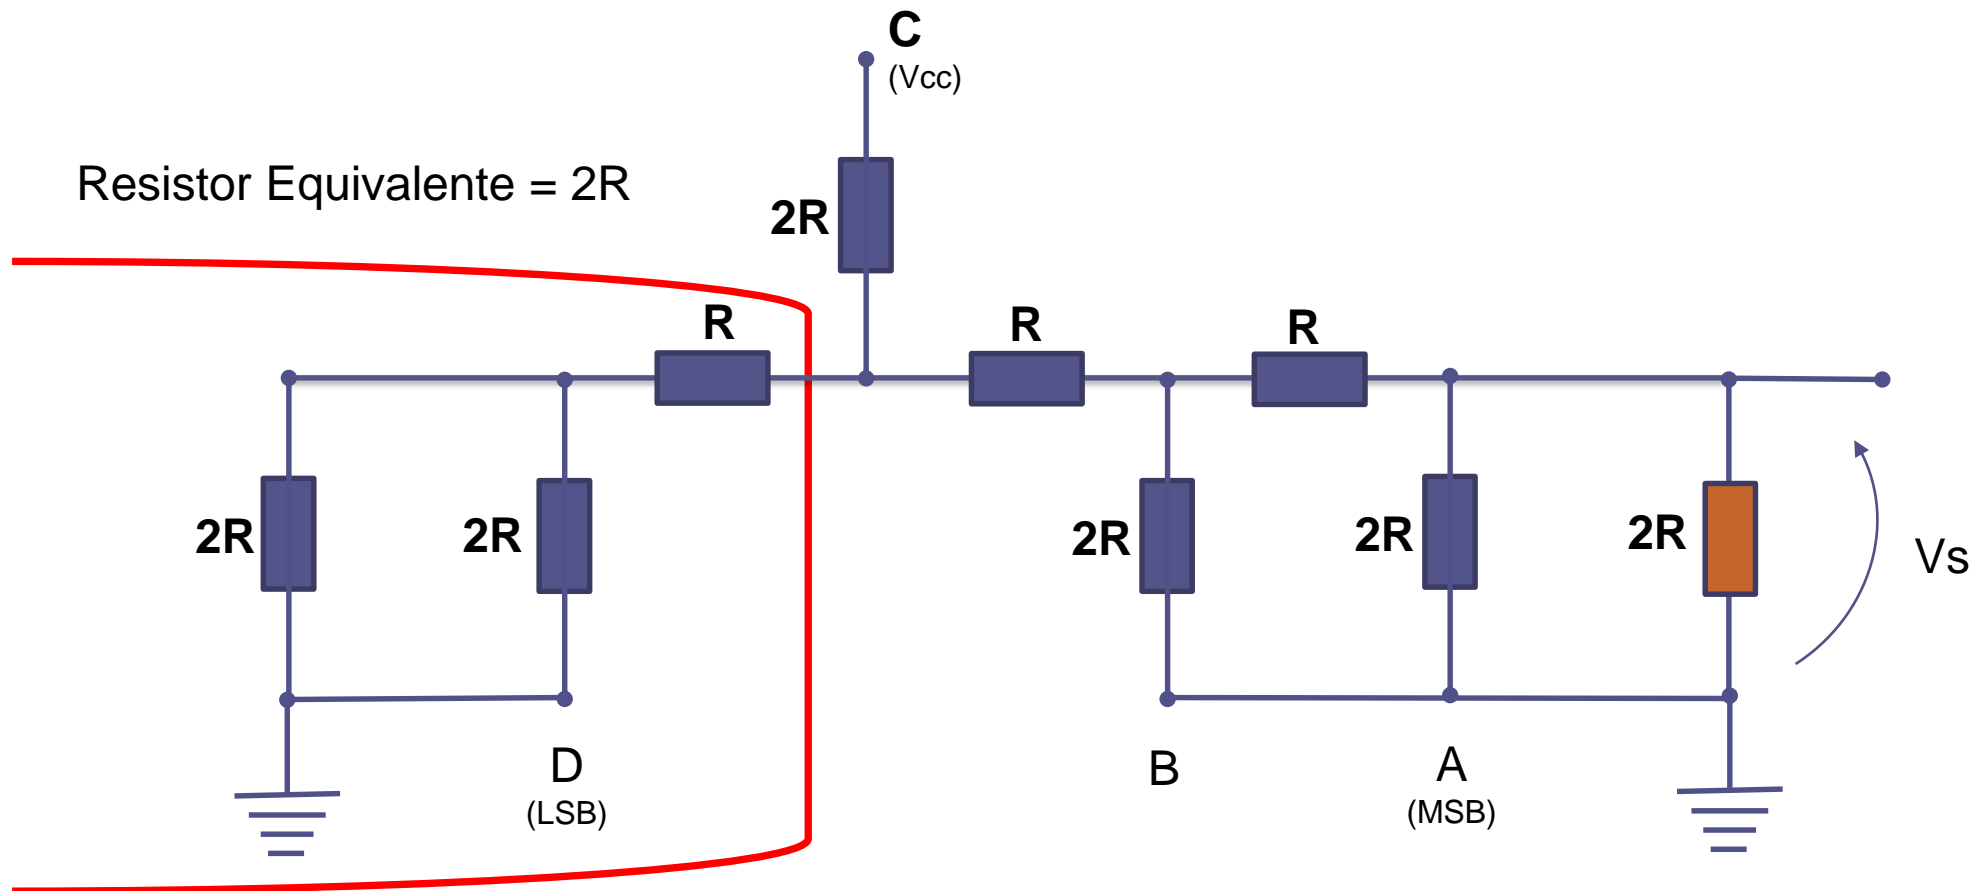 C
(Vcc)
Resistor Equivalente = 2R
2R
R
R
R
2R
2R
2R
2R
2R
Vs
D
(LSB)
B
A
(MSB)